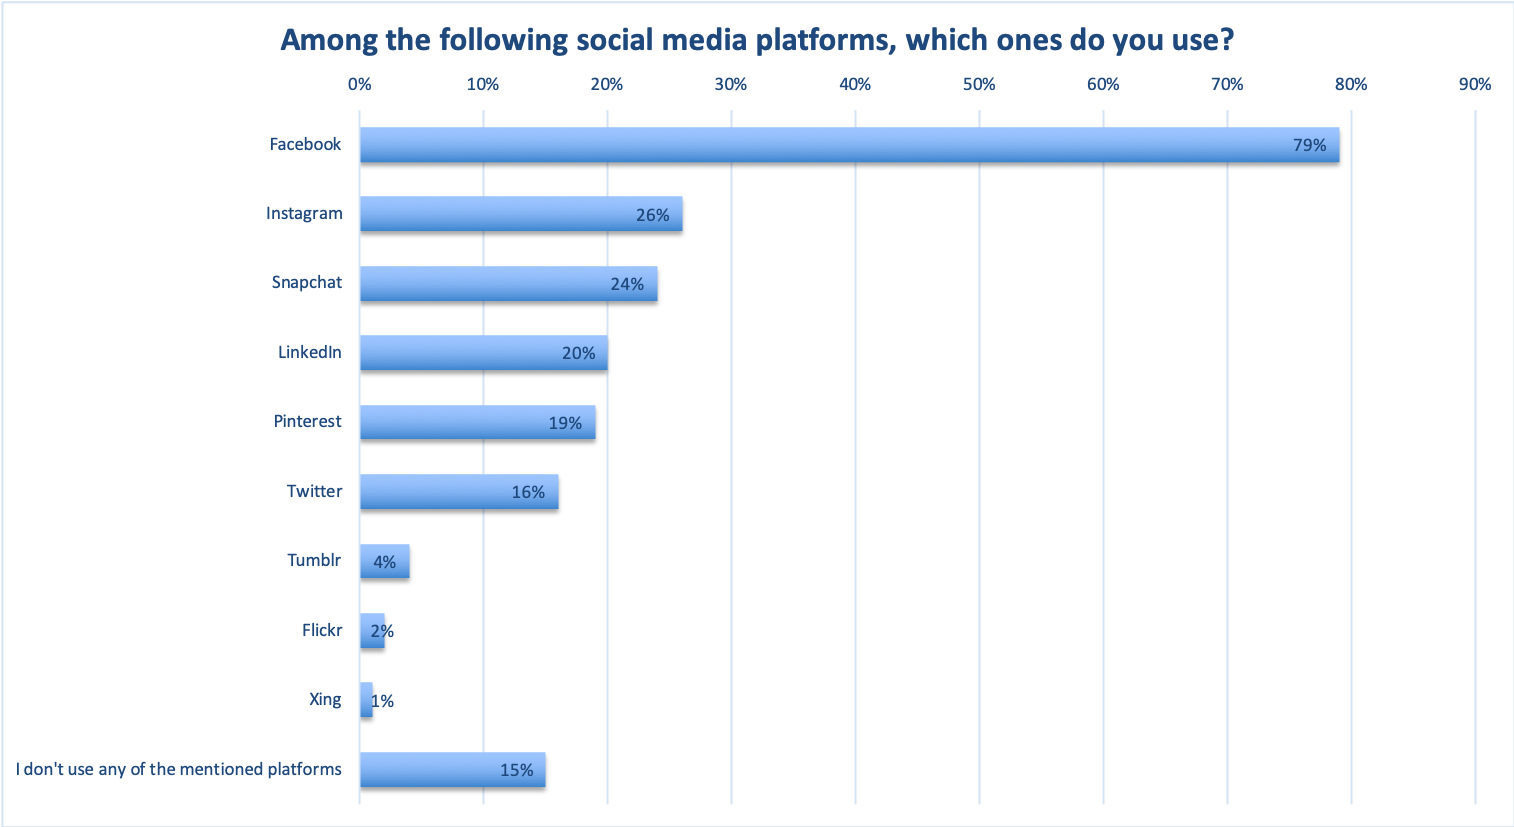 Among the following social media platforms, which ones do you use?
0% 10% 20% 30% 40% 50% 60% 70% 80% 90%
Facebook 79%
Instagram 26%
Snapchat 24%
LinkedIn 20%
Pinterest 19%
Twitter 16%
Tumblr 4%
Flickr 2%
Xing 1%
I don't use any of the mentioned platforms 15%